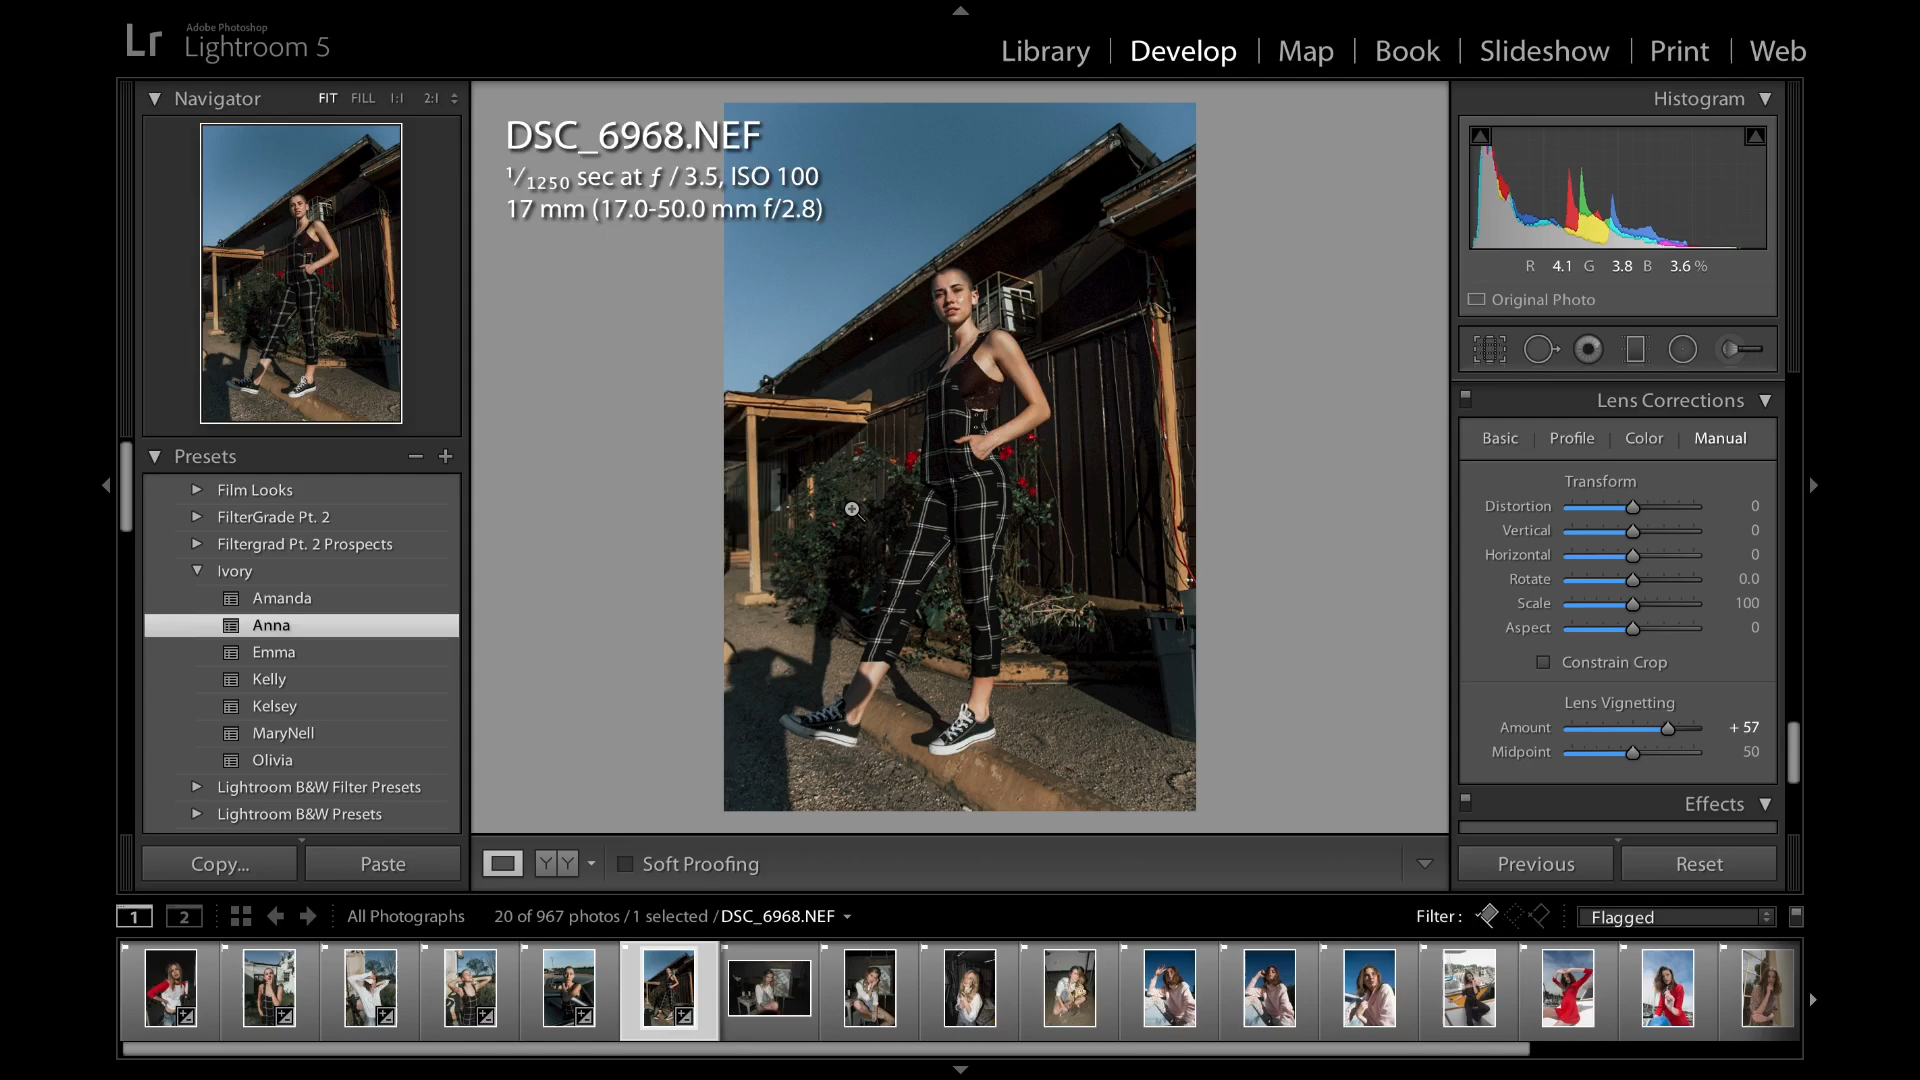 Lr Adobe Photoshop
Lightroom 5
Library | Develop | Map | Book | Slideshow | Print | Web
Navigator FIT FILL 1:1 2:1
Presets
Film Looks
FilterGrade Pt. 2
Filtergrad Pt. 2 Prospects
Ivory
Amanda
Anna
Emma
Kelly
Kelsey
MaryNell
Olivia
Lightroom B&W Filter Presets
Lightroom B&W Presets
Copy... Paste
DSC_6968.NEF
1/1250 sec at ƒ / 3.5, ISO 100
17 mm (17.0-50.0 mm f/2.8)
YY Soft Proofing
Histogram
R 4.1 G 3.8 B 3.6 %
Original Photo
Lens Corrections
Basic | Profile | Color | Manual
Transform
Distortion 0
Vertical 0
Horizontal 0
Rotate 0.0
Scale 100
Aspect 0
Constrain Crop
Lens Vignetting
Amount + 57
Midpoint 50
Effects
Previous Reset
1 2 All Photographs 20 of 967 photos / 1 selected / DSC_6968.NEF Filter : Flagged